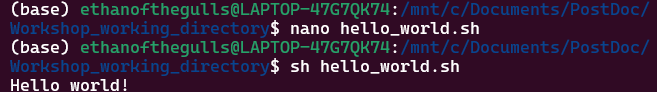 (base) ethanofthegulls@LAPTOP-47G7QK74:/mnt/c/Documents/PostDoc/
Workshop_working_directory$ nano hello_world.sh
(base) ethanofthegulls@LAPTOP-47G7QK74:/mnt/c/Documents/PostDoc/
Workshop_working_directory$ sh hello_world.sh
Hello world!